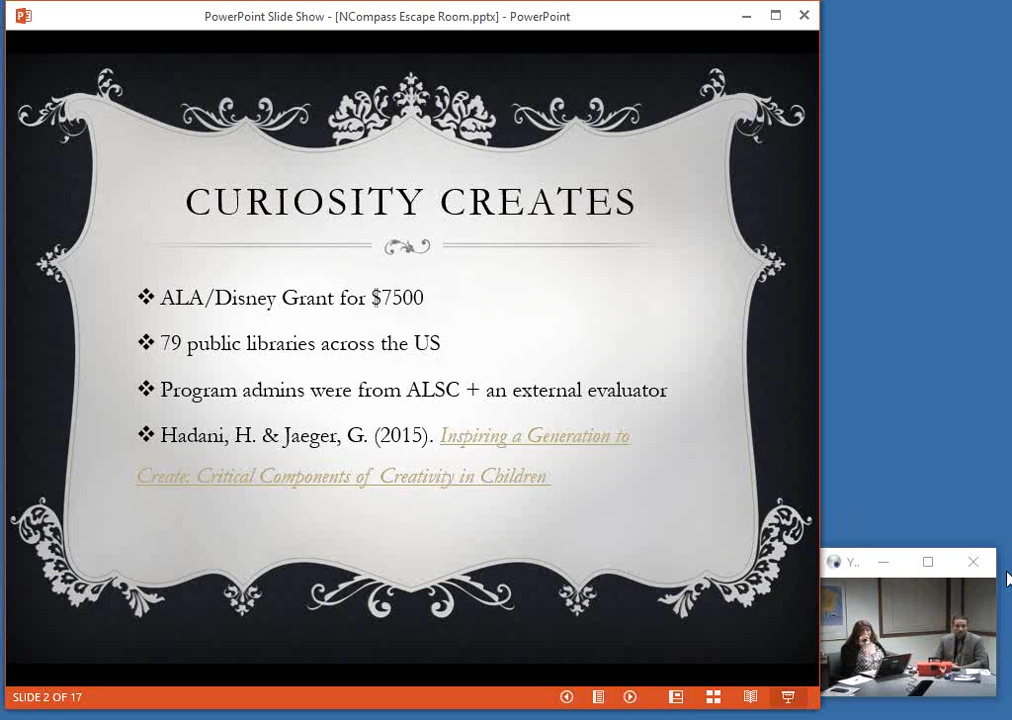 PowerPoint Slide Show - [NCompass Escape Room.pptx] - PowerPoint
CURIOSITY CREATES
❖ ALA/Disney Grant for $7500
❖ 79 public libraries across the US
❖ Program admins were from ALSC + an external evaluator
❖ Hadani, H. & Jaeger, G. (2015). Inspiring a Generation to
Create: Critical Components of Creativity in Children
Y..
SLIDE 2 OF 17